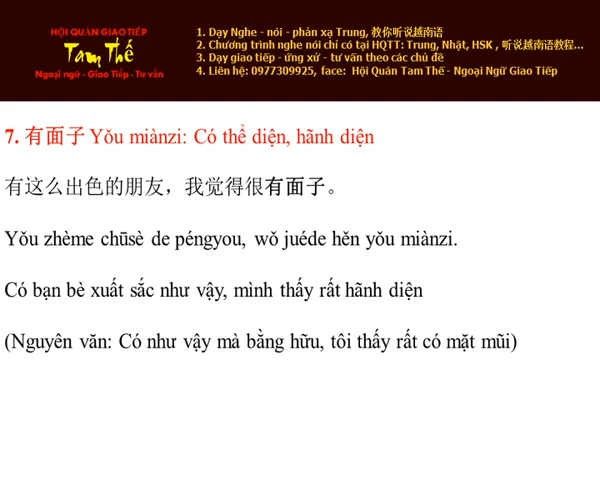 HỘI QUÁN GIAO TIẾP
Tam Thế
Ngoại ngữ - Giao Tiếp - Tư vấn
1. Dạy Nghe - nói - phản xạ Trung, 教你听说越南语
2. Chương trình nghe nói chỉ có tại HQTT: Trung, Nhật, HSK , 听说越南语教程...
3. Dạy giao tiếp - ứng xử - tư vấn theo các chủ đề
4. Liên hệ: 0977309925, face: Hội Quán Tam Thế - Ngoại Ngữ Giao Tiếp
7. 有面子 Yǒu miànzi: Có thể diện, hãnh diện
有这么出色的朋友，我觉得很有面子。
Yǒu zhème chūsè de péngyou, wǒ juéde hěn yǒu miànzi.
Có bạn bè xuất sắc như vậy, mình thấy rất hãnh diện
(Nguyên văn: Có như vậy mà bằng hữu, tôi thấy rất có mặt mũi)